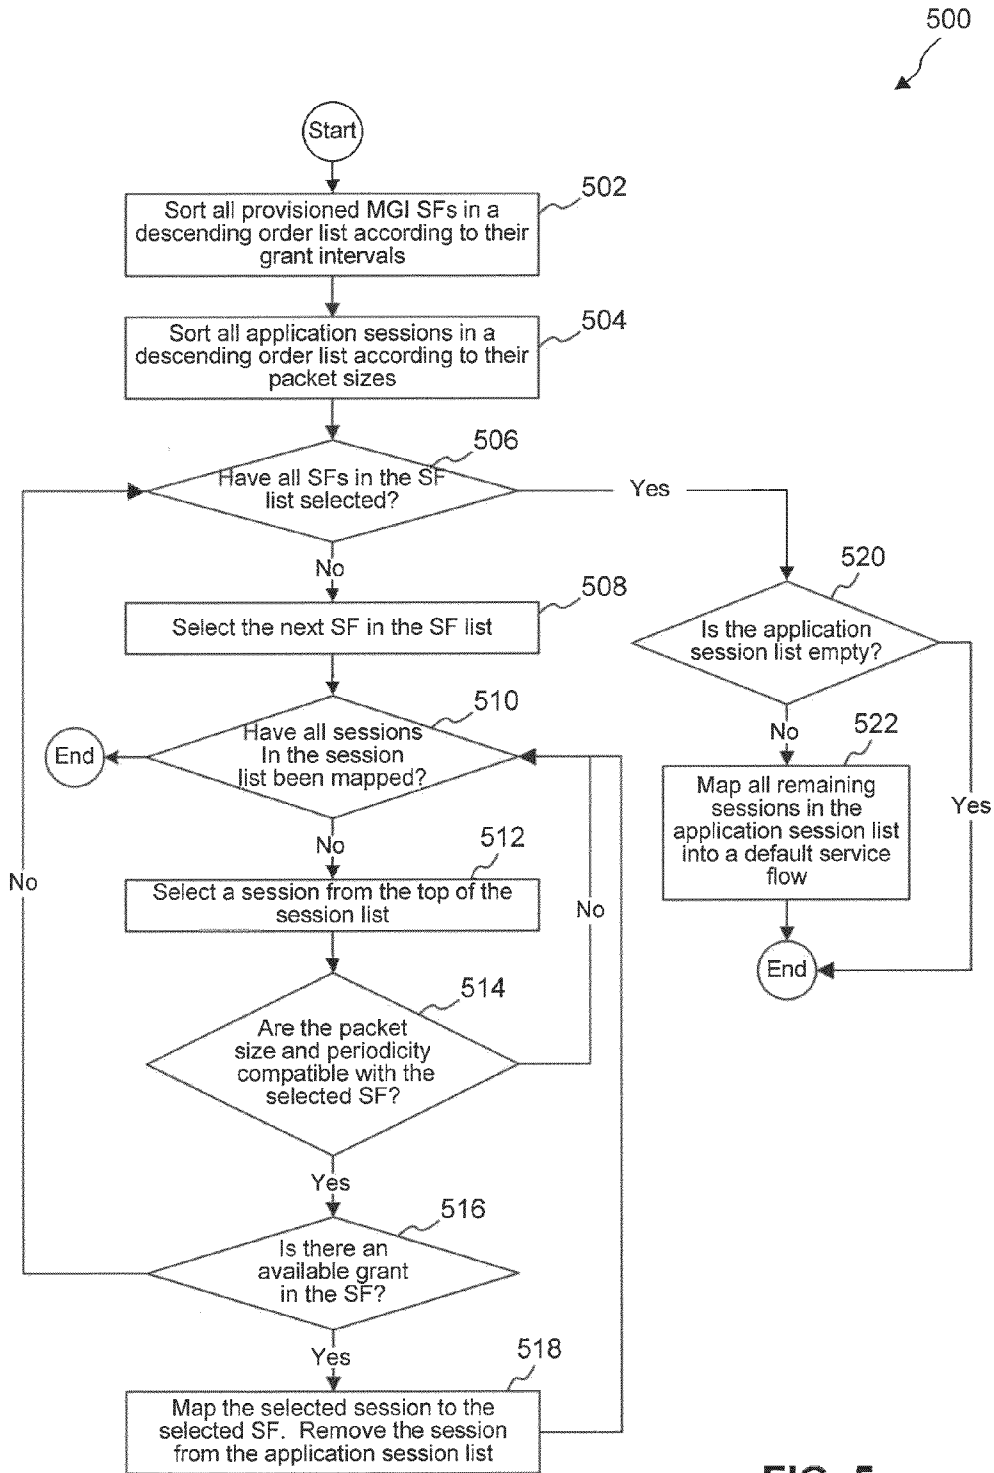 500
Start
502
Sort all provisioned MGI SFs in a
descending order list according to their
grant intervals
504
Sort all application sessions in a
descending order list according to their
packet sizes
506
Have all SFs in the SF
list selected?
Yes
No
508
Select the next SF in the SF list
520
Is the application
session list empty?
510
Have all sessions
In the session
list been mapped?
End
No
522
Map all remaining
sessions in the
application session list
into a default service
flow
Yes
No
512
Select a session from the top of the
session list
No
No
End
514
Are the packet
size and periodicity
compatible with the
selected SF?
Yes
516
Is there an
available grant
in the SF?
Yes
518
Map the selected session to the
selected SF. Remove the session
from the application session list
FIG. 5